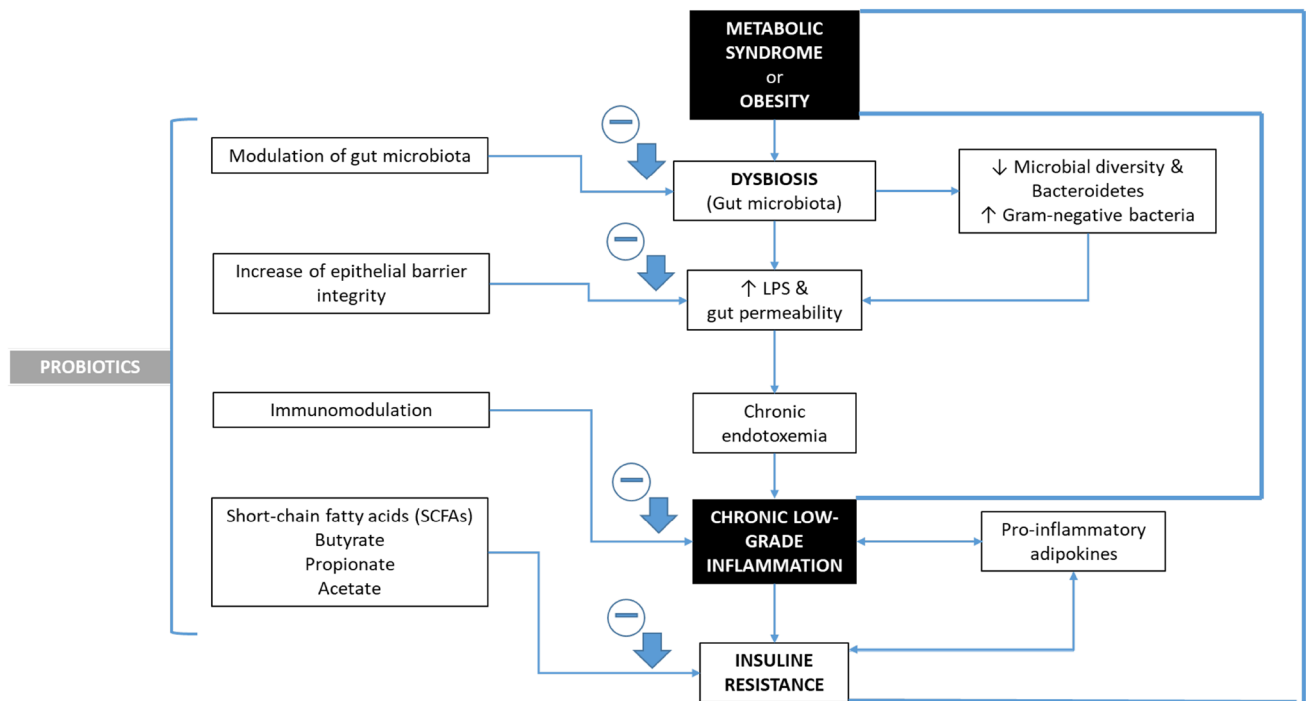 METABOLIC
SYNDROME
or
OBESITY
Modulation of gut microbiota
DYSBIOSIS
(Gut microbiota)
↓ Microbial diversity &
Bacteroidetes
↑ Gram-negative bacteria
Increase of epithelial barrier
integrity
↑ LPS &
gut permeability
PROBIOTICS
Immunomodulation
Chronic
endotoxemia
Short-chain fatty acids (SCFAs)
Butyrate
Propionate
Acetate
CHRONIC LOW-
GRADE
INFLAMMATION
Pro-inflammatory
adipokines
INSULINE
RESISTANCE